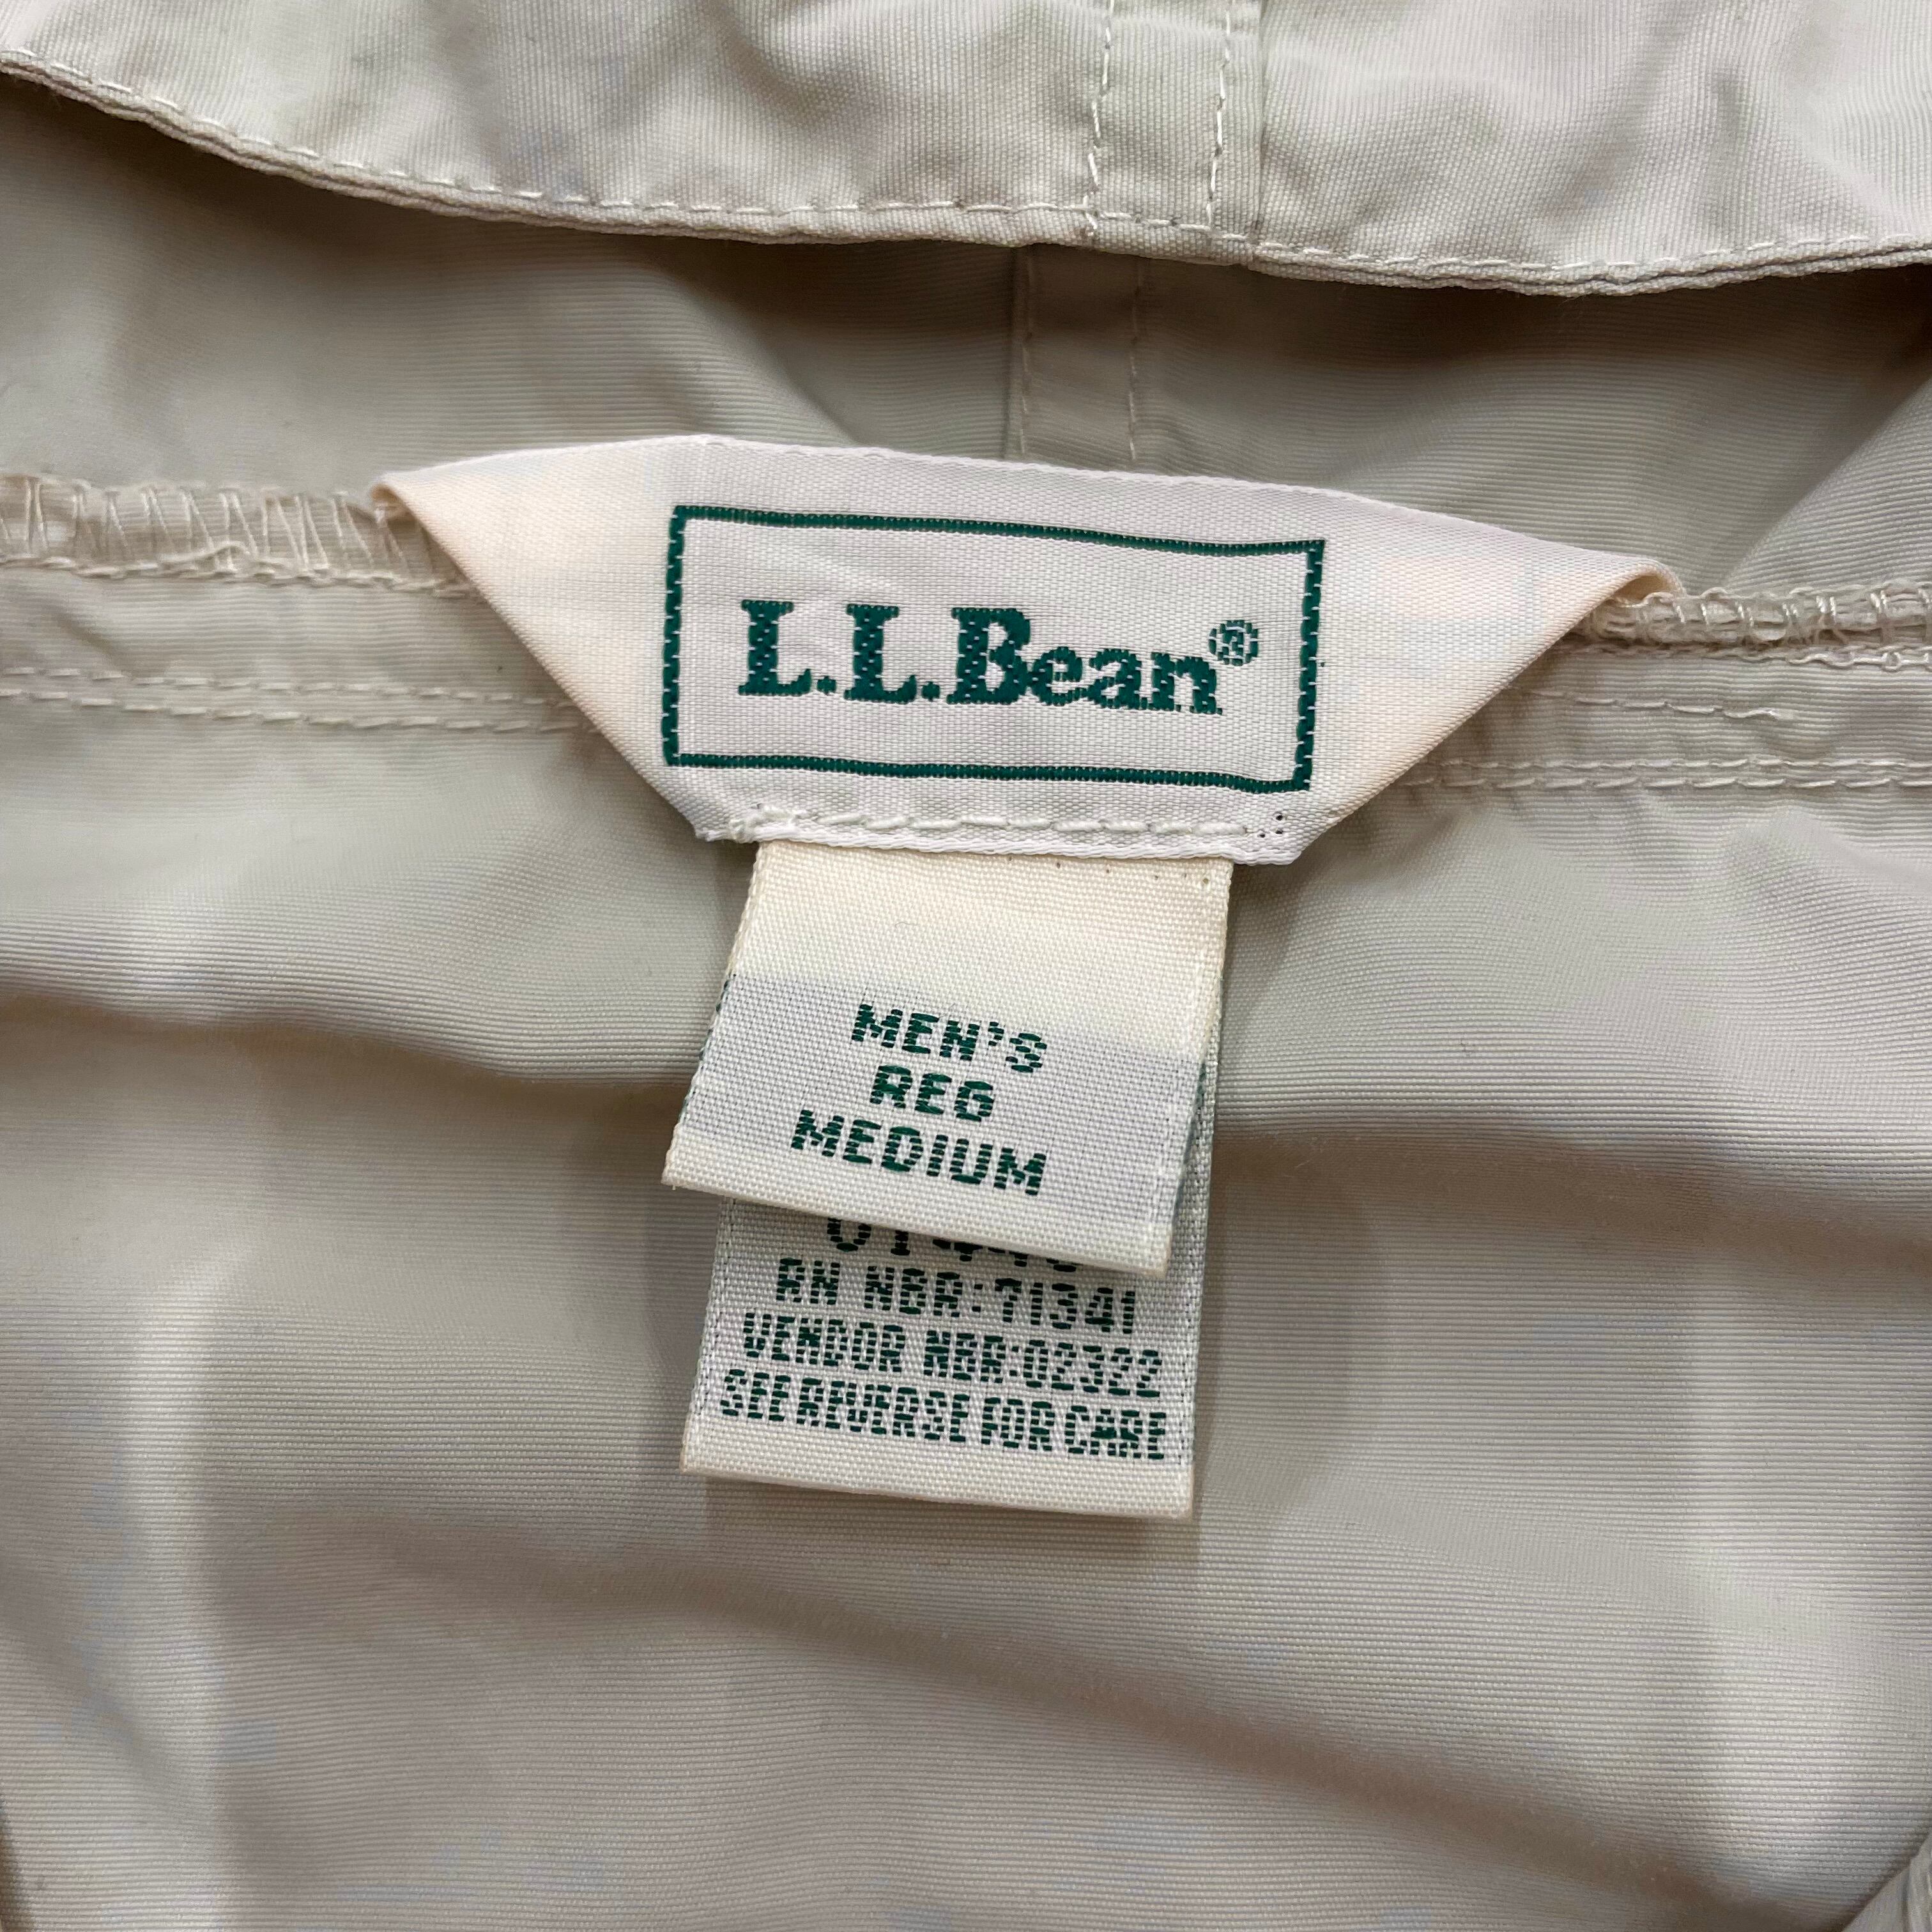 L.L.Bean®
MEN'S
REG
MEDIUM
RN NBR:71341
VENDOR NBR:02322
SEE REVERSE FOR CARE